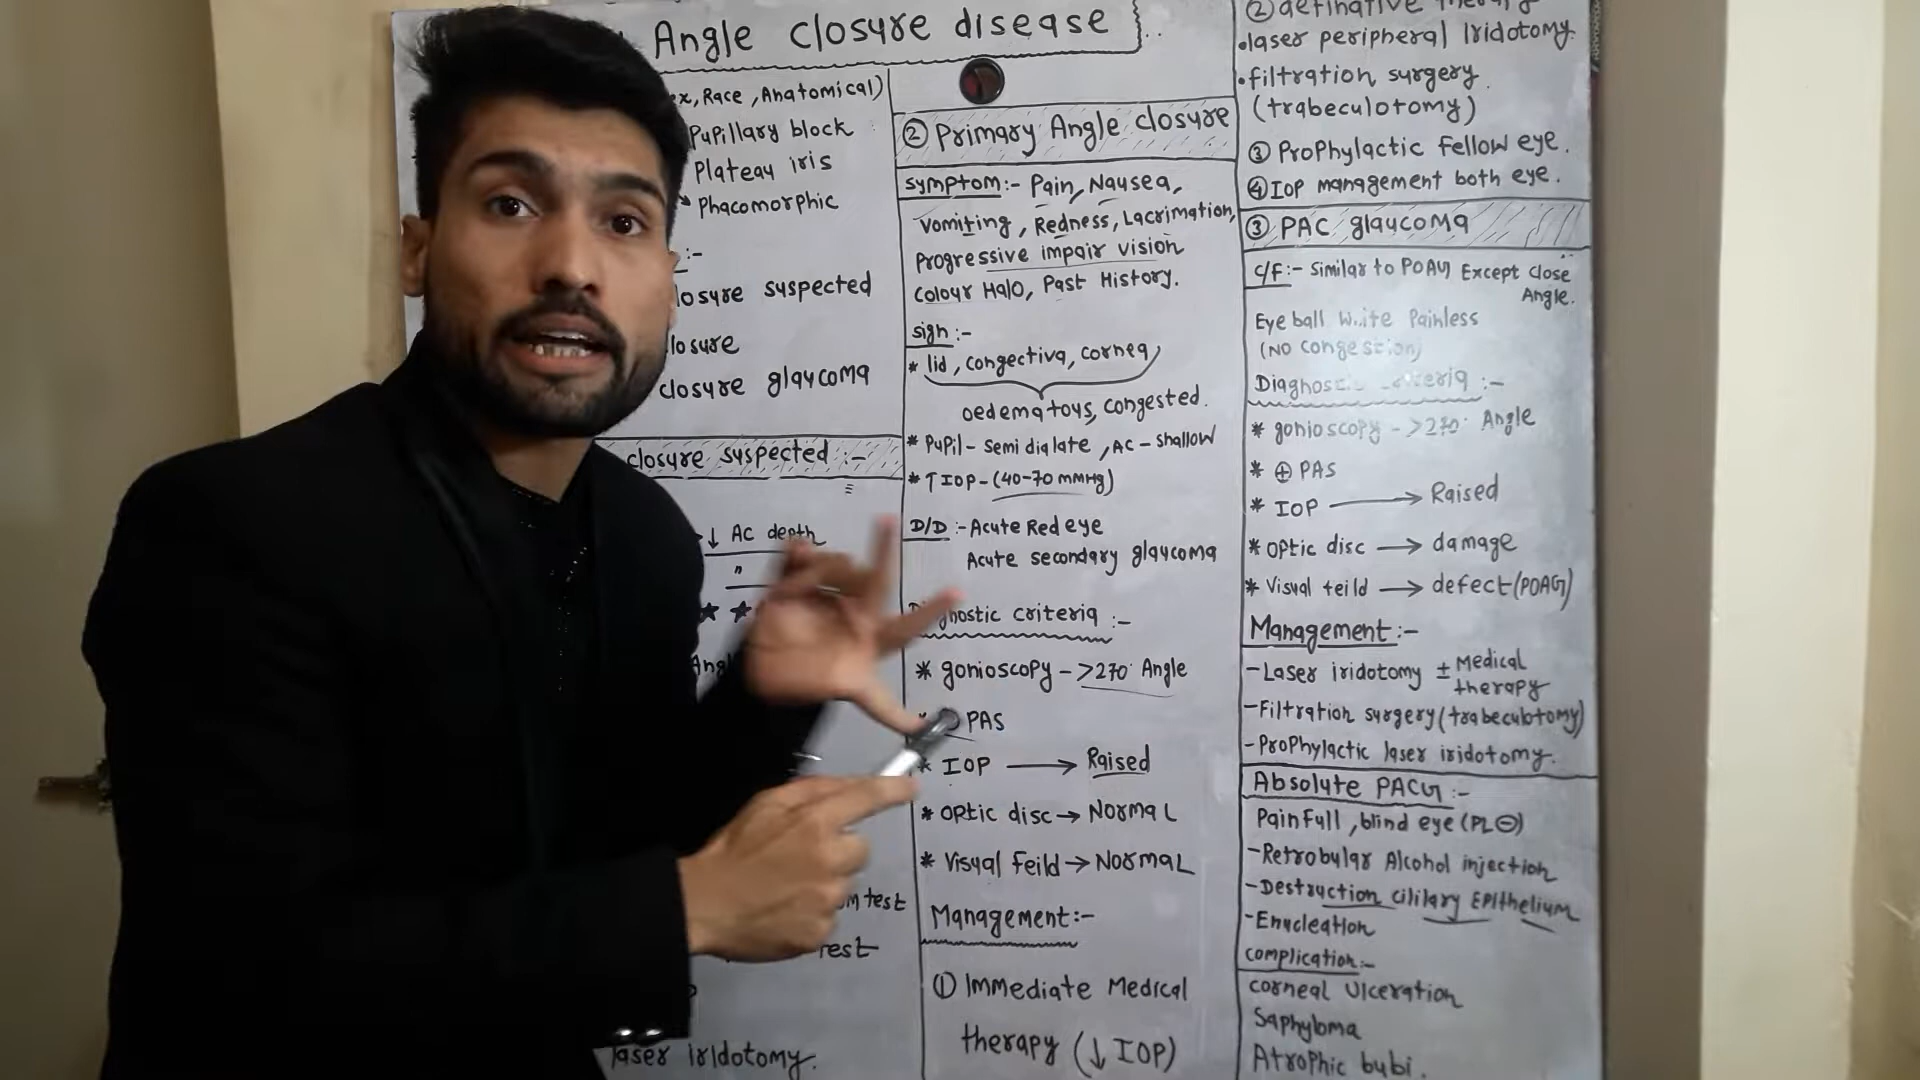 Angle closure disease
ex, Race, Anatomical)
Pupillary block
Plateau iris
Phacomorphic
:-
losure suspected
losure
closure glaucoma
closure suspected :-
↓ AC depth
"
Ang
m test
test
laser iridotomy.
② Primary Angle closure
symptom:- Pain, Nausea,
vomiting, Redness, Lacrimation,
Progressive impair vision
Colour Halo, Past History.
sign:-
* lid, congectiva, cornea,
oedematous, congested.
* Pupil - semi dialate, AC - shallow
* ↑ IOP - (40-70 mmHg)
D/D :- Acute Red eye
Acute secondary glaucoma
Diagnostic criteria :-
* gonioscopy - >270° Angle
PAS
* IOP → Raised
* Optic disc → Normal
* Visual Feild → Normal
Management:-
① Immediate Medical
therapy (↓ IOP)
② definative
• laser peripheral Iridotomy.
• filtration surgery.
(trabeculotomy)
③ Prophylactic Fellow eye.
④ IOP management both eye.
③ PAC glaucoma
C/F:- Similar to POAG Except close
Angle.
Eye ball White Painless
(NO congestion)
Diagnostic criteria :-
* gonioscopy - >270° Angle
* ⊕ PAS
* IOP → Raised
* Optic disc → damage
* Visual feild → defect (POAG)
Management:-
- Laser iridotomy ± Medical
therapy
- Filtration surgery (trabeculotomy)
- Prophylactic laser iridotomy.
Absolute PACG :-
Painfull, blind eye (PL⊖)
- Retrobular Alcohol injection
- Destruction cililary Epithelium
- Enucleation
complication:-
corneal Ulceration
Saphyloma
Atrophic bubi.